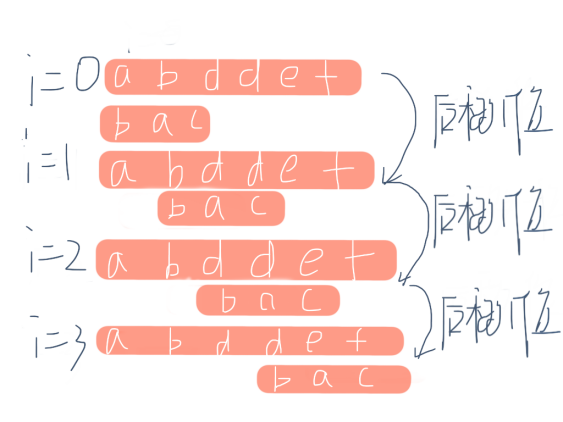 i=0 a b d d e f
b a c
后移1位
i=1 a b d d e f
b a c
后移1位
i=2 a b d d e f
b a c
后移1位
i=3 a b d d e f
b a c